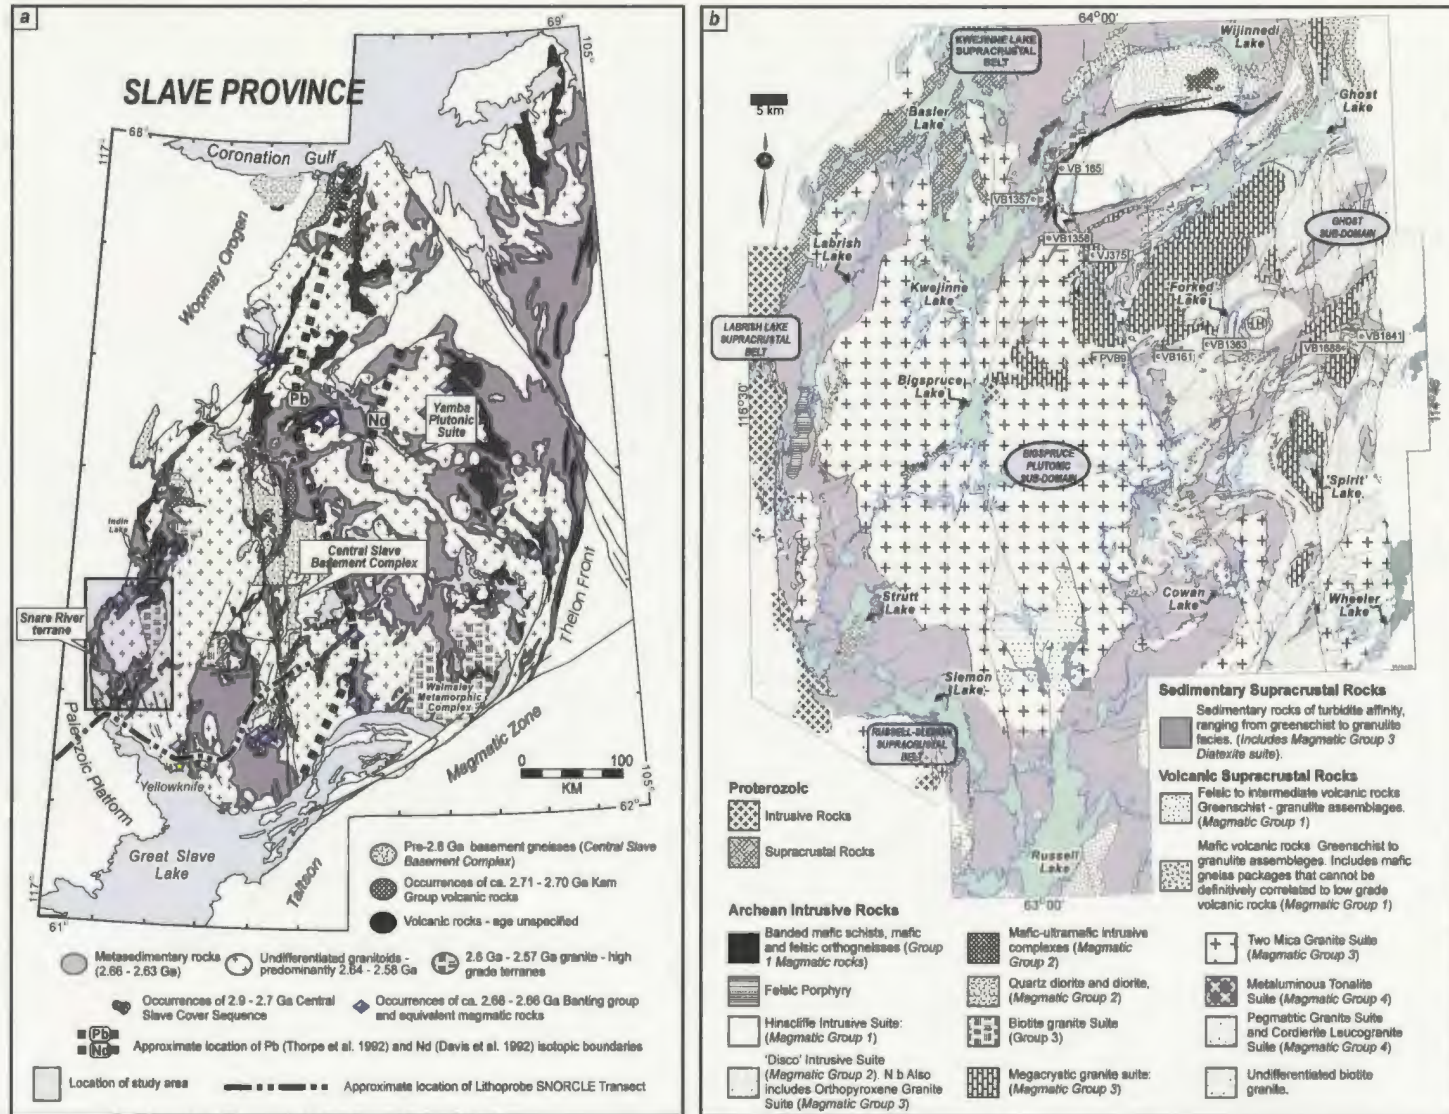 a
SLAVE PROVINCE
69°
105°
68°
117°
Coronation Gulf
Wopmay Orogen
Pb
Nd
Yamba
Plutonic
Suite
Indin
Lake
Central Slave
Basement Complex
Snare River
terrane
Thelon Front
Walmsley
Metamorphic
Complex
Magmatic Zone
Paleozoic Platform
Yellowknife
0 100
KM
105°
62°
Great Slave
Lake
Taltson
117°
61°
Pre-2.8 Ga basement gneisses (Central Slave
Basement Complex)
Occurrences of ca. 2.71 - 2.70 Ga Kam
Group volcanic rocks
Volcanic rocks - age unspecified
Metasedimentary rocks
(2.66 - 2.63 Ga)
Undifferentiated granitoids -
predominantly 2.64 - 2.58 Ga
2.6 Ga - 2.57 Ga granite - high
grade terranes
Occurrences of 2.9 - 2.7 Ga Central
Slave Cover Sequence
Occurrences of ca. 2.68 - 2.66 Ga Banting group
and equivalent magmatic rocks
Pb
Nd
Approximate location of Pb (Thorpe et al. 1992) and Nd (Davis et al. 1992) isotopic boundaries
Location of study area
Approximate location of Lithoprobe SNORCLE Transect
b
64°00'
KWEJINNE LAKE
SUPRACRUSTAL
BELT
Wijinnedi
Lake
5 km
Basler
Lake
Ghost
Lake
VB 165
VB1357
VB1358
VJ375
GHOST
SUB-DOMAIN
Labrish
Lake
Kwejinne
Lake
Forked
Lake
LABRISH LAKE
SUPRACRUSTAL
BELT
PVB9
VB161
VB1363
VB1688
VB1841
116°30'
Bigspruce
Lake
BIGSPRUCE
PLUTONIC
SUB-DOMAIN
'Spirit'
Lake
Strutt
Lake
Cowan
Lake
Wheeler
Lake
Slemon
Lake
RUSSELL-SLEMON
SUPRACRUSTAL
BELT
Russell
Lake
63°00'
Proterozoic
Intrusive Rocks
Supracrustal Rocks
Sedimentary Supracrustal Rocks
Sedimentary rocks of turbidite affinity,
ranging from greenschist to granulite
facies. (Includes Magmatic Group 3
Diatexite suite).
Volcanic Supracrustal Rocks
Felsic to intermediate volcanic rocks
Greenschist - granulite assemblages.
(Magmatic Group 1)
Mafic volcanic rocks Greenschist to
granulite assemblages. Includes mafic
gneiss packages that cannot be
definitively correlated to low grade
volcanic rocks (Magmatic Group 1)
Archean Intrusive Rocks
Banded mafic schists, mafic
and felsic orthogneisses (Group
1 Magmatic rocks)
Felsic Porphyry
Hinscliffe Intrusive Suite:
(Magmatic Group 1)
'Disco' Intrusive Suite
(Magmatic Group 2). N b Also
includes Orthopyroxene Granite
Suite (Magmatic Group 3)
Mafic-ultramafic intrusive
complexes (Magmatic
Group 2)
Quartz diorite and diorite,
(Magmatic Group 2)
Biotite granite Suite
(Group 3)
Megacrystic granite suite:
(Magmatic Group 3)
Two Mica Granite Suite
(Magmatic Group 3)
Metaluminous Tonalite
Suite (Magmatic Group 4)
Pegmatitic Granite Suite
and Cordierite Leucogranite
Suite (Magmatic Group 4)
Undifferentiated biotite
granite.